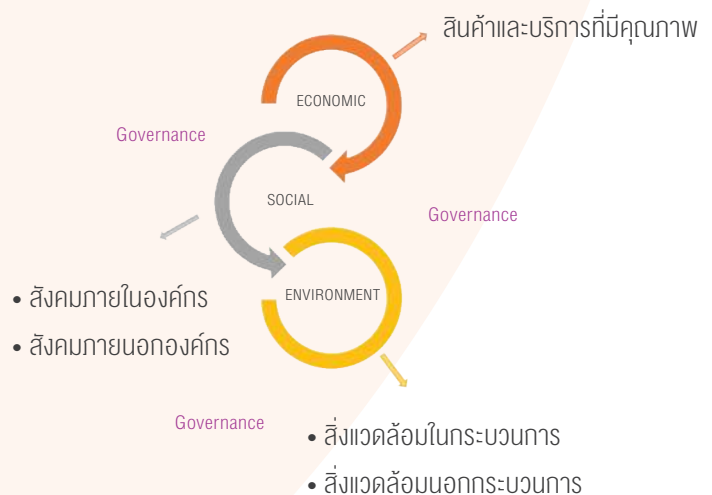 สินค้าและบริการที่มีคุณภาพ
ECONOMIC
Governance
SOCIAL
Governance
• สังคมภายในองค์กร
ENVIRONMENT
• สังคมภายนอกองค์กร
Governance
• สิ่งแวดล้อมในกระบวนการ
• สิ่งแวดล้อมนอกกระบวนการ